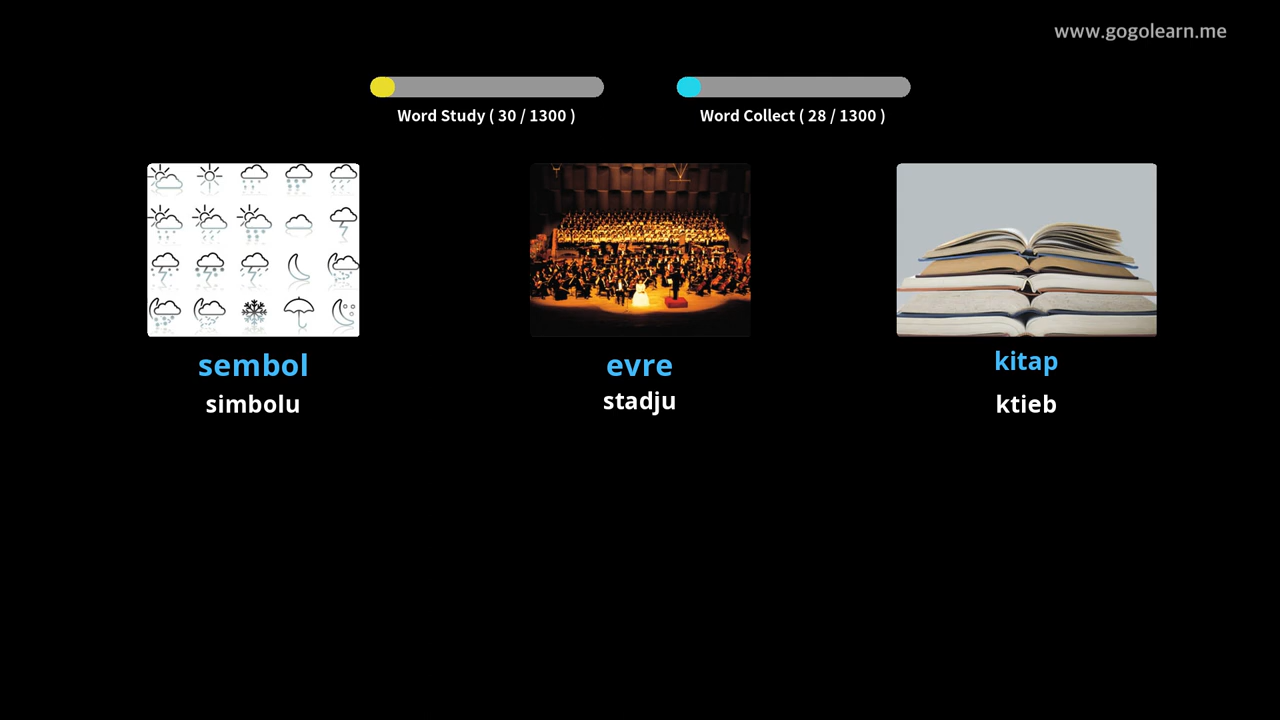 www.gogolearn.me
Word Study ( 30 / 1300 )
Word Collect ( 28 / 1300 )
sembol
simbolu
evre
stadju
kitap
ktieb